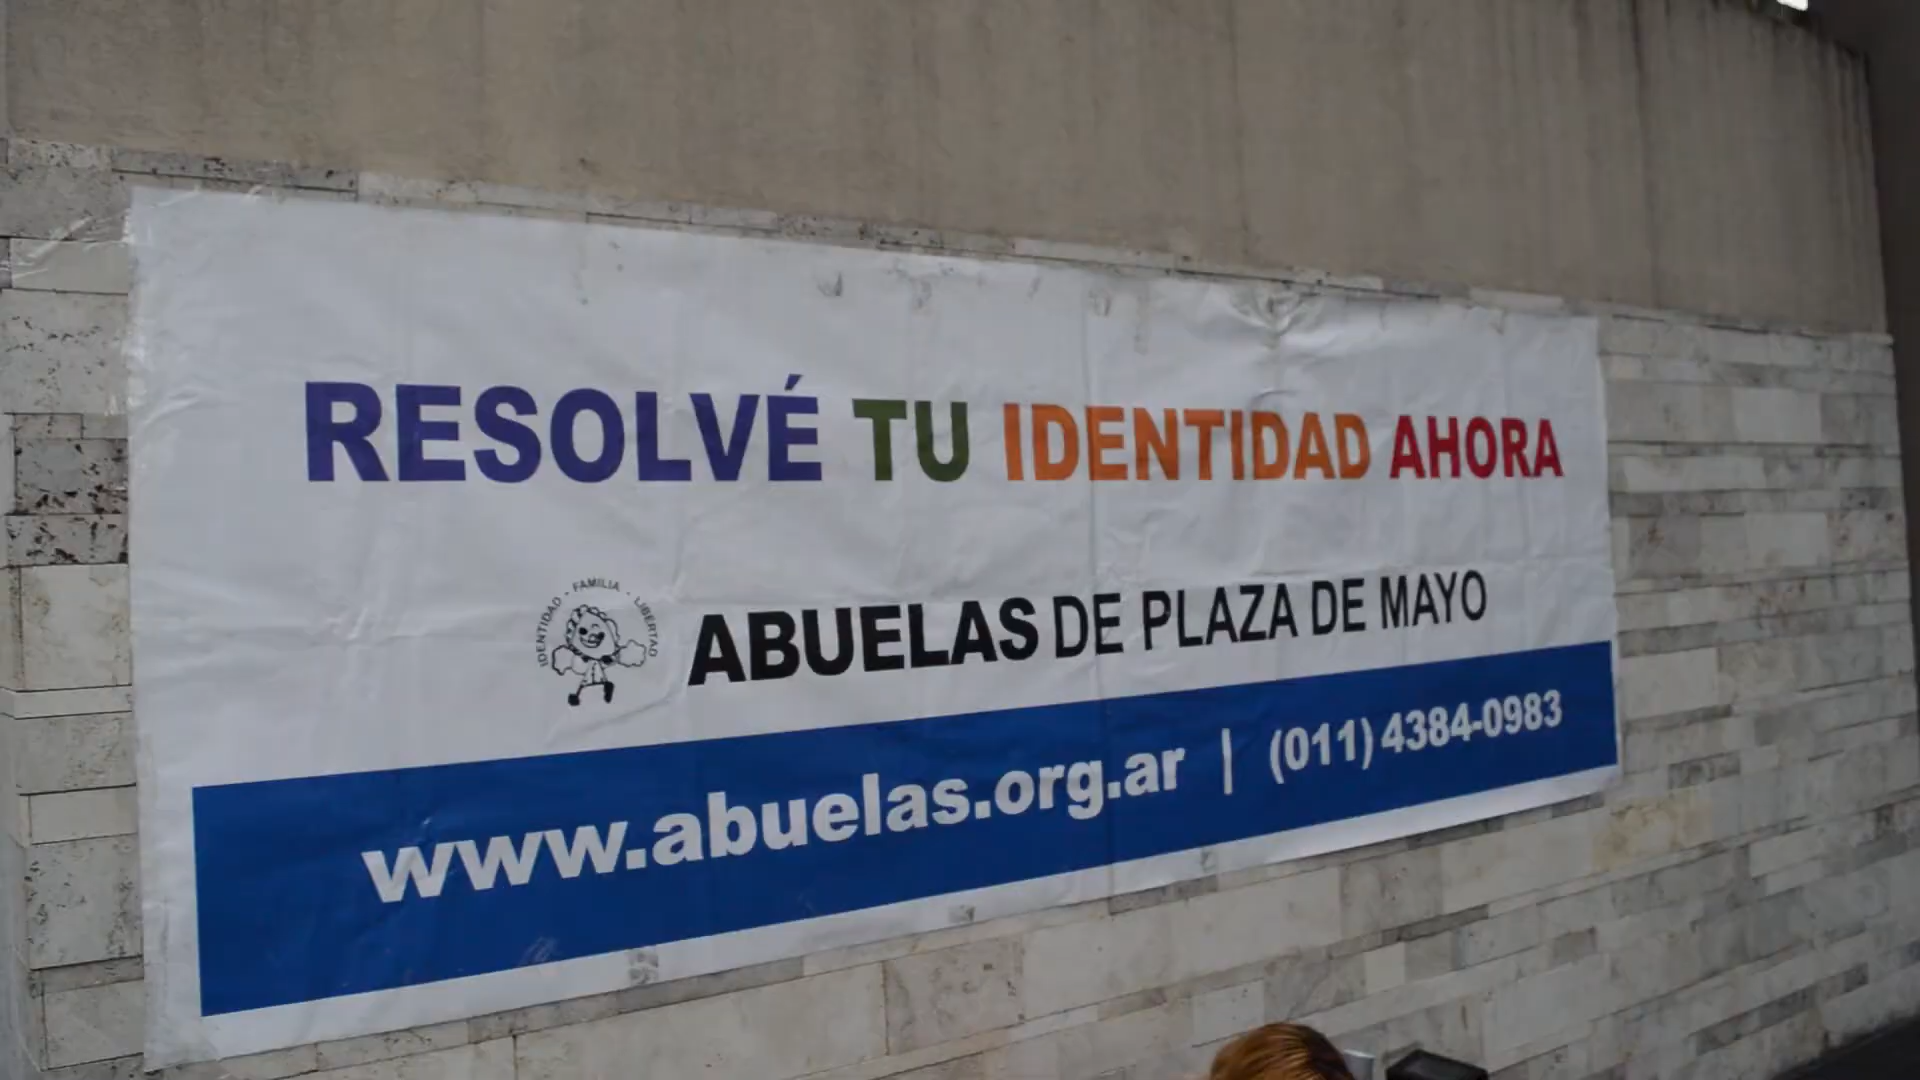 RESOLVÉ TU IDENTIDAD AHORA
IDENTIDAD · FAMILIA · LIBERTAD
ABUELAS DE PLAZA DE MAYO
www.abuelas.org.ar | (011) 4384-0983